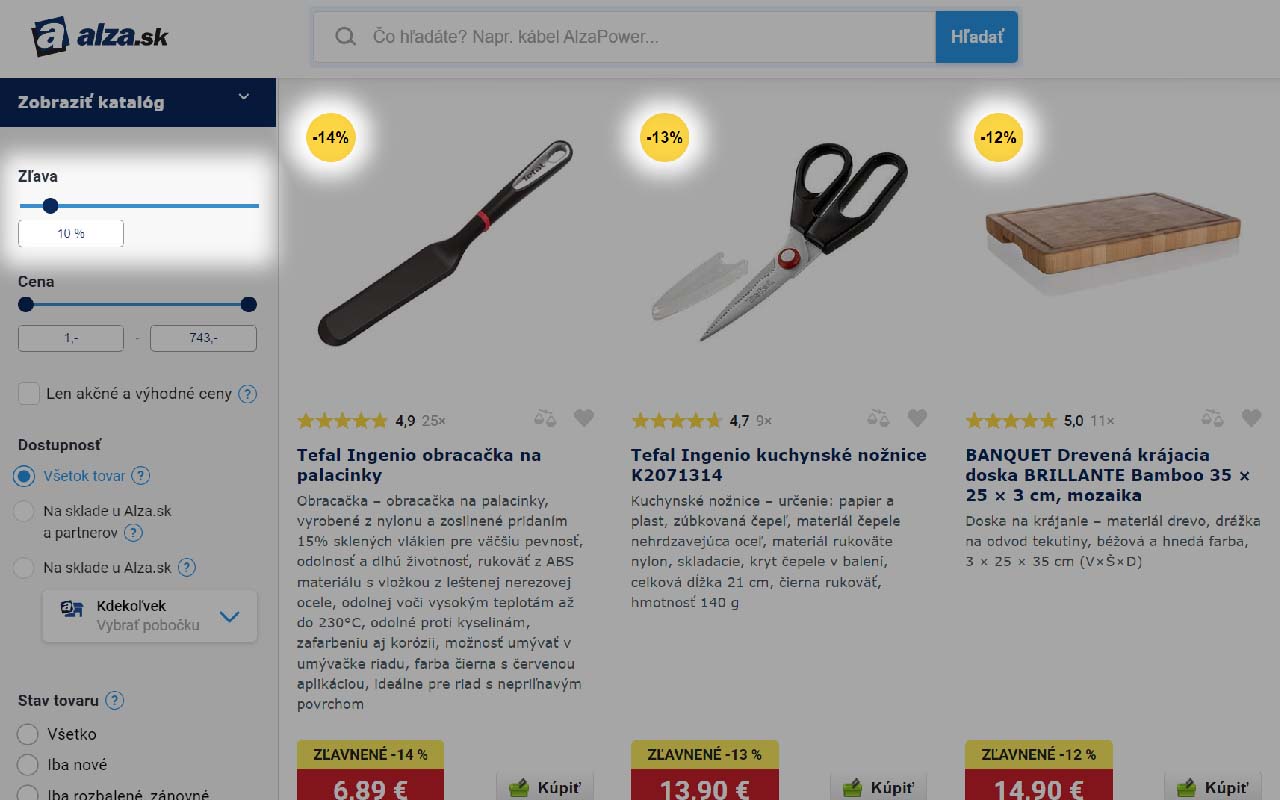 alza.sk
Čo hľadáte? Napr. kábel AlzaPower...
Hľadať
Zobraziť katalóg
Zľava
10 %
Cena
1,- - 743,-
Len akčné a výhodné ceny ?
Dostupnosť
Všetok tovar ?
Na sklade u Alza.sk
a partnerov ?
Na sklade u Alza.sk ?
Kdekoľvek
Vybrať pobočku
Stav tovaru ?
Všetko
Iba nové
Iba rozbalené, zánovné
-14%
Tefal
4,9 25×
Tefal Ingenio obracačka na
palacinky
Obracačka – obracačka na palacinky,
vyrobené z nylonu a zosilnené pridaním
15% sklených vlákien pre väčšiu pevnosť,
odolnosť a dlhú životnosť, rukoväť z ABS
materiálu s vložkou z leštenej nerezovej
ocele, odolnej voči vysokým teplotám až
do 230°C, odolné proti kyselinám,
zafarbeniu aj korózii, možnosť umývať v
umývačke riadu, farba čierna s červenou
aplikáciou, ideálne pre riad s nepriľnavým
povrchom
ZĽAVNENÉ -14 %
6,89 €
Kúpiť
-13%
4,7 9×
Tefal Ingenio kuchynské nožnice
K2071314
Kuchynské nožnice – určenie: papier a
plast, zúbkovaná čepeľ, materiál čepele
nehrdzavejúca oceľ, materiál rukoväte
nylon, skladacie, kryt čepele v balení,
celková dĺžka 21 cm, čierna rukoväť,
hmotnosť 140 g
ZĽAVNENÉ -13 %
13,90 €
Kúpiť
-12%
5,0 11×
BANQUET Drevená krájacia
doska BRILLANTE Bamboo 35 ×
25 × 3 cm, mozaika
Doska na krájanie – materiál drevo, drážka
na odvod tekutiny, béžová a hnedá farba,
3 × 25 × 35 cm (V×Š×D)
ZĽAVNENÉ -12 %
14,90 €
Kúpiť